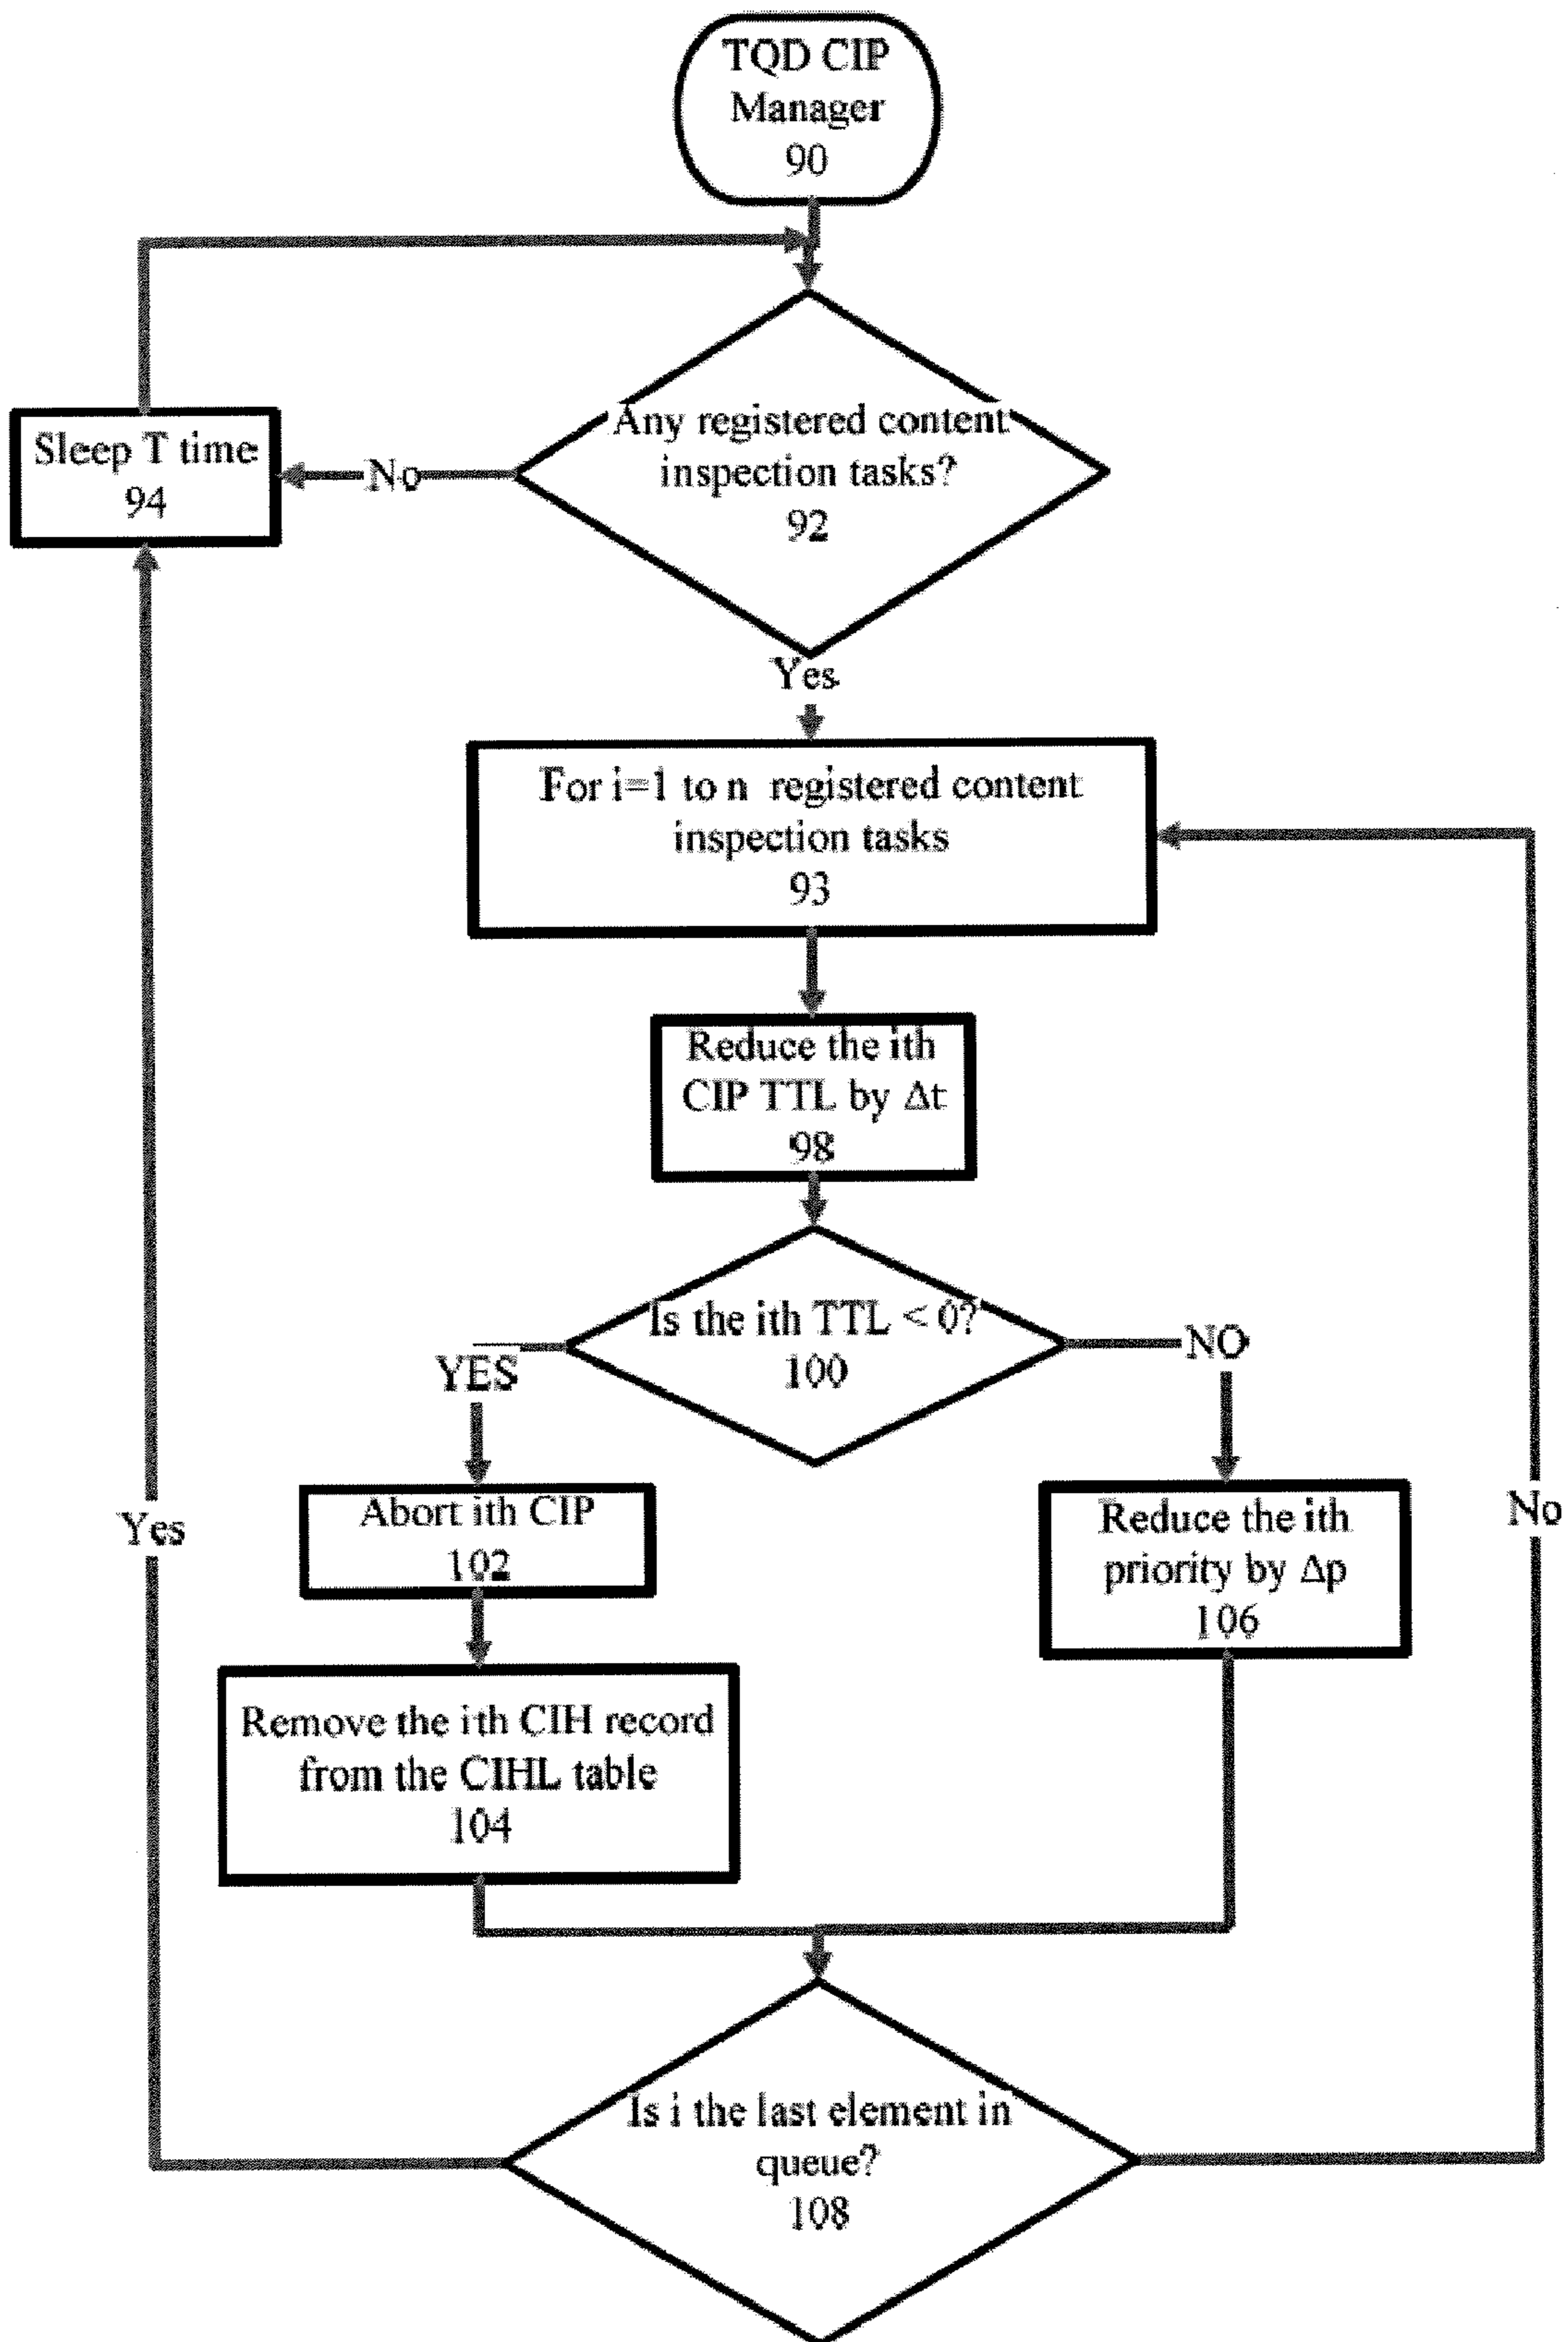 TQD CIP
Manager
90
Any registered content
inspection tasks?
92
No
Sleep T time
94
Yes
For i=1 to n registered content
inspection tasks
93
Reduce the ith
CIP TTL by Δt
98
Is the ith TTL < 0?
100
YES
NO
Abort ith CIP
102
Reduce the ith
priority by Δp
106
Yes
No
Remove the ith CIH record
from the CIHL table
104
Is i the last element in
queue?
108